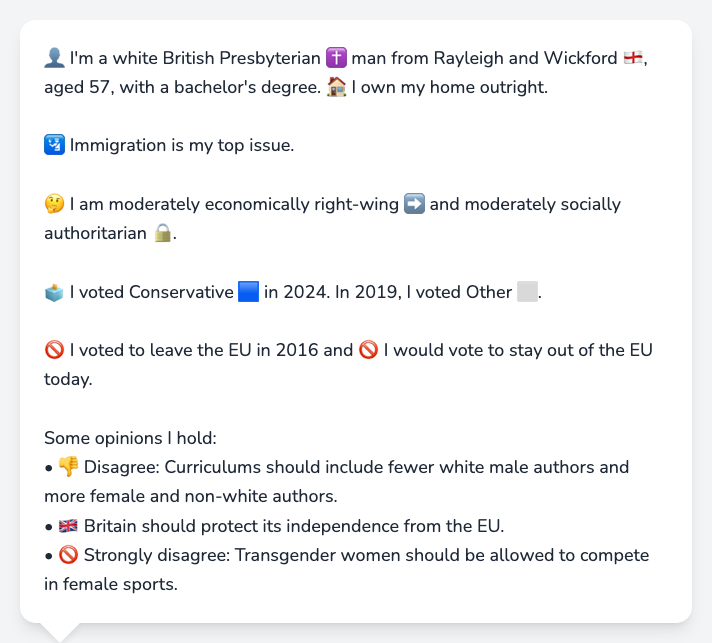 👤 I'm a white British Presbyterian ✝️ man from Rayleigh and Wickford 🏴󠁧󠁢󠁥󠁮󠁧󠁿,
aged 57, with a bachelor's degree. 🏠 I own my home outright.
🛂 Immigration is my top issue.
🤔 I am moderately economically right-wing ➡️ and moderately socially
authoritarian 🔒.
🗳️ I voted Conservative 🟦 in 2024. In 2019, I voted Other ⬜.
🚫 I voted to leave the EU in 2016 and 🚫 I would vote to stay out of the EU
today.
Some opinions I hold:
• 👎 Disagree: Curriculums should include fewer white male authors and
more female and non-white authors.
• 🇬🇧 Britain should protect its independence from the EU.
• 🚫 Strongly disagree: Transgender women should be allowed to compete
in female sports.